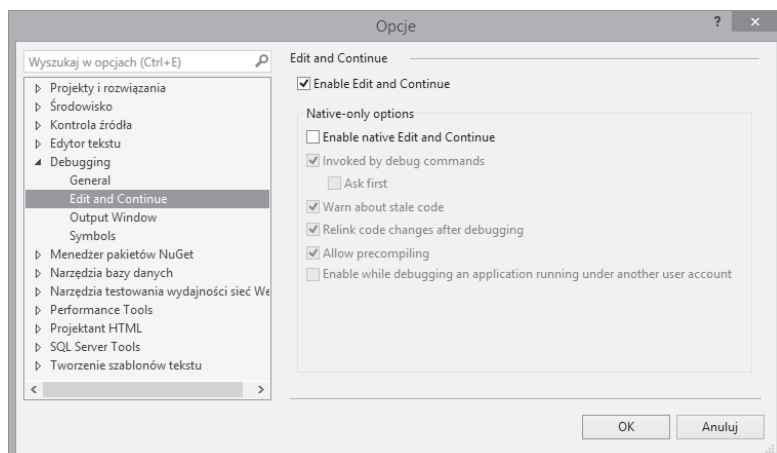 Opcje
?
Wyszukaj w opcjach (Ctrl+E)
Projekty i rozwiązania
Środowisko
Kontrola źródła
Edytor tekstu
Debugging
General
Edit and Continue
Output Window
Symbols
Menedżer pakietów NuGet
Narzędzia bazy danych
Narzędzia testowania wydajności sieć We
Performance Tools
Projektant HTML
SQL Server Tools
Tworzenie szablonów tekstu
Edit and Continue
Enable Edit and Continue
Native-only options
Enable native Edit and Continue
Invoked by debug commands
Ask first
Warn about stale code
Relink code changes after debugging
Allow precompiling
Enable while debugging an application running under another user account
OK
Anuluj